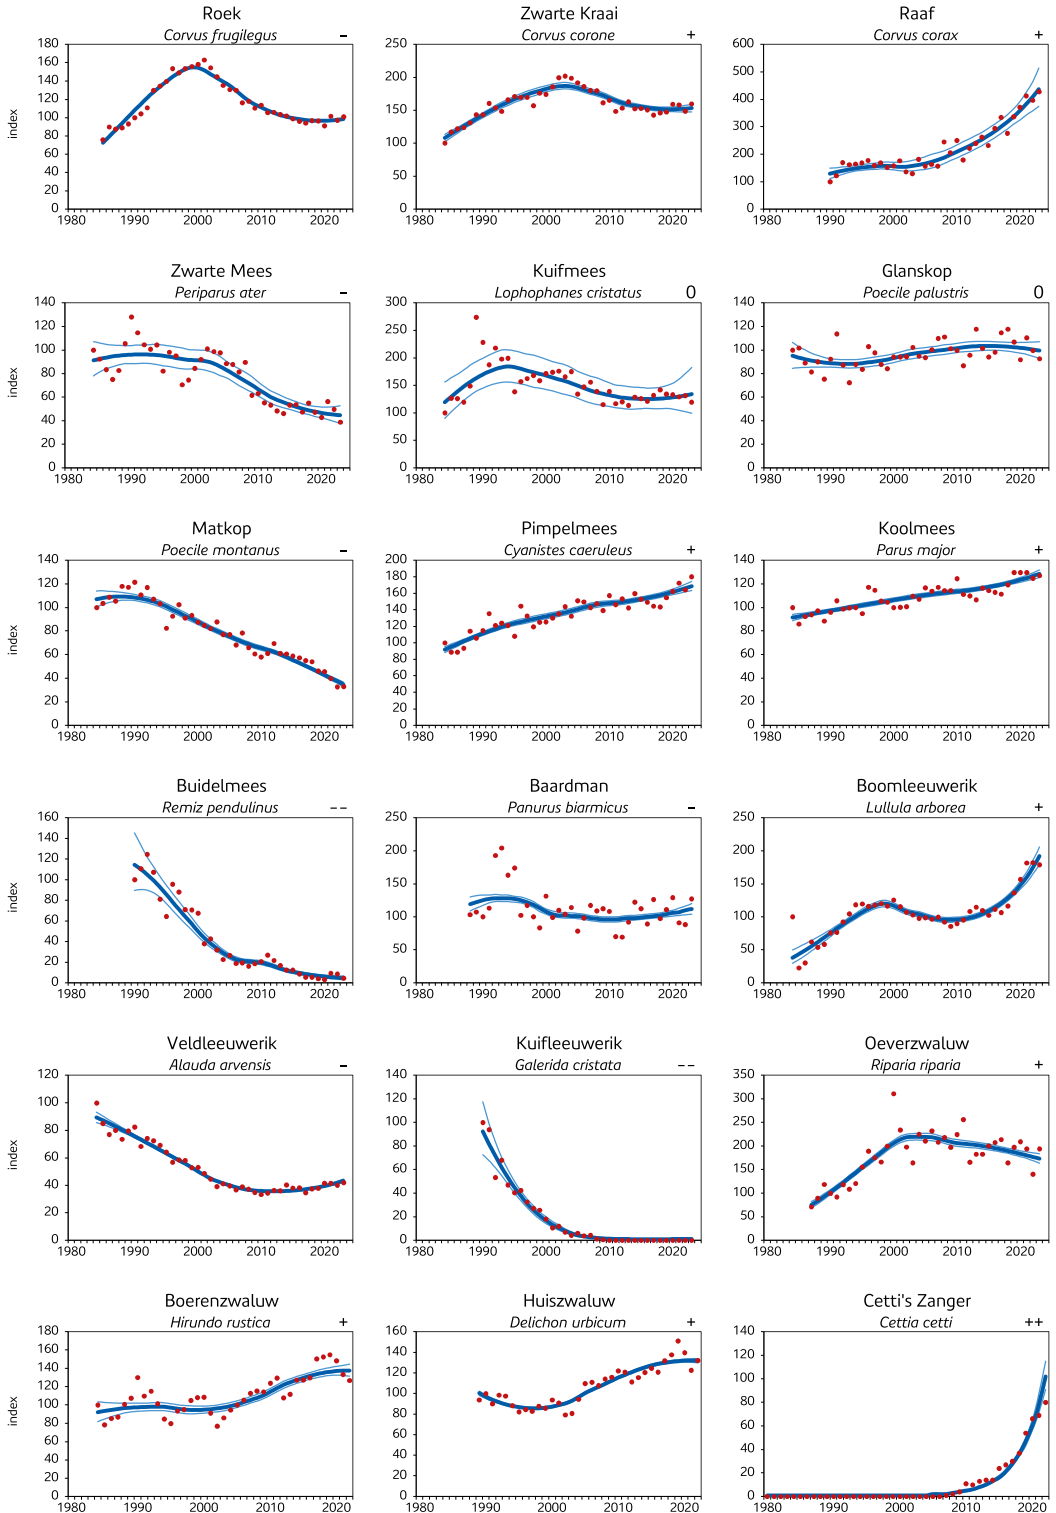 Roek
Corvus frugilegus –
index
180
160
140
120
100
80
60
40
20
0
1980 1990 2000 2010 2020
Zwarte Kraai
Corvus corone +
250
200
150
100
50
0
1980 1990 2000 2010 2020
Raaf
Corvus corax +
600
500
400
300
200
100
0
1980 1990 2000 2010 2020
Zwarte Mees
Periparus ater –
index
140
120
100
80
60
40
20
0
1980 1990 2000 2010 2020
Kuifmees
Lophophanes cristatus 0
300
250
200
150
100
50
0
1980 1990 2000 2010 2020
Glanskop
Poecile palustris 0
140
120
100
80
60
40
20
0
1980 1990 2000 2010 2020
Matkop
Poecile montanus –
index
140
120
100
80
60
40
20
0
1980 1990 2000 2010 2020
Pimpelmees
Cyanistes caeruleus +
200
180
160
140
120
100
80
60
40
20
0
1980 1990 2000 2010 2020
Koolmees
Parus major +
140
120
100
80
60
40
20
0
1980 1990 2000 2010 2020
Buidelmees
Remiz pendulinus – –
index
160
140
120
100
80
60
40
20
0
1980 1990 2000 2010 2020
Baardman
Panurus biarmicus –
250
200
150
100
50
0
1980 1990 2000 2010 2020
Boomleeuwerik
Lullula arborea +
250
200
150
100
50
0
1980 1990 2000 2010 2020
Veldleeuwerik
Alauda arvensis –
index
120
100
80
60
40
20
0
1980 1990 2000 2010 2020
Kuifleeuwerik
Galerida cristata – –
140
120
100
80
60
40
20
0
1980 1990 2000 2010 2020
Oeverzwaluw
Riparia riparia +
350
300
250
200
150
100
50
0
1980 1990 2000 2010 2020
Boerenzwaluw
Hirundo rustica +
index
180
160
140
120
100
80
60
40
20
0
1980 1990 2000 2010 2020
Huiszwaluw
Delichon urbicum +
160
140
120
100
80
60
40
20
0
1980 1990 2000 2010 2020
Cetti's Zanger
Cettia cetti ++
140
120
100
80
60
40
20
0
1980 1990 2000 2010 2020